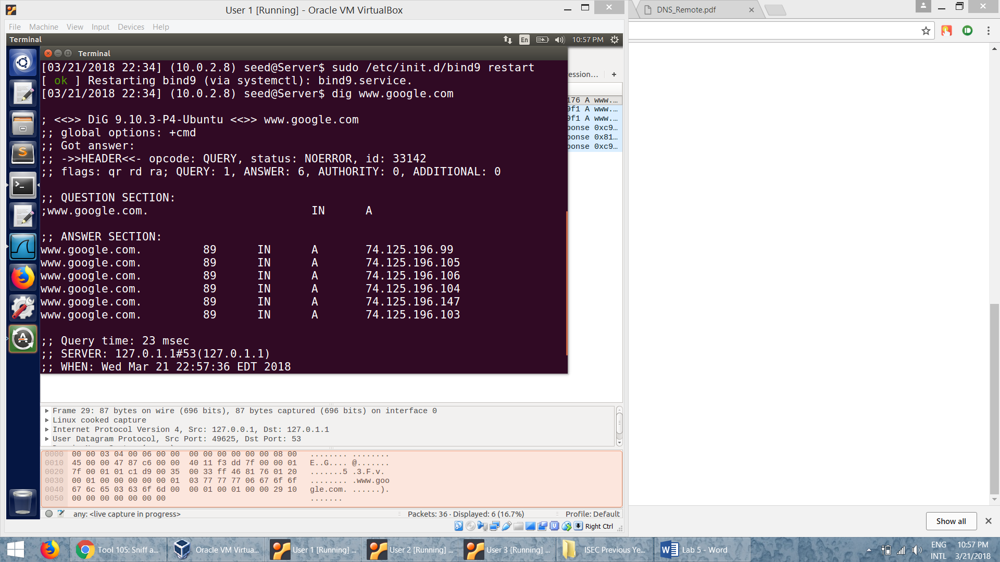 User 1 [Running] - Oracle VM VirtualBox
DNS_Remote.pdf
File Machine View Input Devices Help
Terminal
En
10:57 PM
Terminal
[03/21/2018 22:34] (10.0.2.8) seed@Server$ sudo /etc/init.d/bind9 restart
[ ok ] Restarting bind9 (via systemctl): bind9.service.
[03/21/2018 22:34] (10.0.2.8) seed@Server$ dig www.google.com
; <<>> DiG 9.10.3-P4-Ubuntu <<>> www.google.com
;; global options: +cmd
;; Got answer:
;; ->>HEADER<<- opcode: QUERY, status: NOERROR, id: 33142
;; flags: qr rd ra; QUERY: 1, ANSWER: 6, AUTHORITY: 0, ADDITIONAL: 0
;; QUESTION SECTION:
;www.google.com. IN A
;; ANSWER SECTION:
www.google.com. 89 IN A 74.125.196.99
www.google.com. 89 IN A 74.125.196.105
www.google.com. 89 IN A 74.125.196.106
www.google.com. 89 IN A 74.125.196.104
www.google.com. 89 IN A 74.125.196.147
www.google.com. 89 IN A 74.125.196.103
;; Query time: 23 msec
;; SERVER: 127.0.1.1#53(127.0.1.1)
;; WHEN: Wed Mar 21 22:57:36 EDT 2018
ession… +
176 A www.…
9f1 A www.…
9f1 A www.…
ponse 0xc9…
ponse 0x81…
ponse 0xc9…
Frame 29: 87 bytes on wire (696 bits), 87 bytes captured (696 bits) on interface 0
Linux cooked capture
Internet Protocol Version 4, Src: 127.0.0.1, Dst: 127.0.1.1
User Datagram Protocol, Src Port: 49625, Dst Port: 53
0000 00 00 03 04 00 06 00 00 00 00 00 00 00 00 08 00 ........ ........
0010 45 00 00 47 87 c6 00 00 40 11 f3 dd 7f 00 00 01 E..G.... @.......
0020 7f 00 01 01 c1 d9 00 35 00 33 ff 46 81 76 01 20 .......5 .3.F.v.
0030 00 01 00 00 00 00 00 01 03 77 77 77 06 67 6f 6f ........ .www.goo
0040 67 6c 65 03 63 6f 6d 00 00 01 00 01 00 00 29 10 gle.com. ......).
0050 00 00 00 00 00 00 00 .......
any: <live capture in progress> Packets: 36 · Displayed: 6 (16.7%) Profile: Default
Right Ctrl
Show all
Tool 105: Sniff a...
Oracle VM Virtua...
User 1 [Running] ...
User 2 [Running] ...
User 3 [Running] ...
ISEC Previous Ye...
Lab 5 - Word
ENG
INTL
10:57 PM
3/21/2018